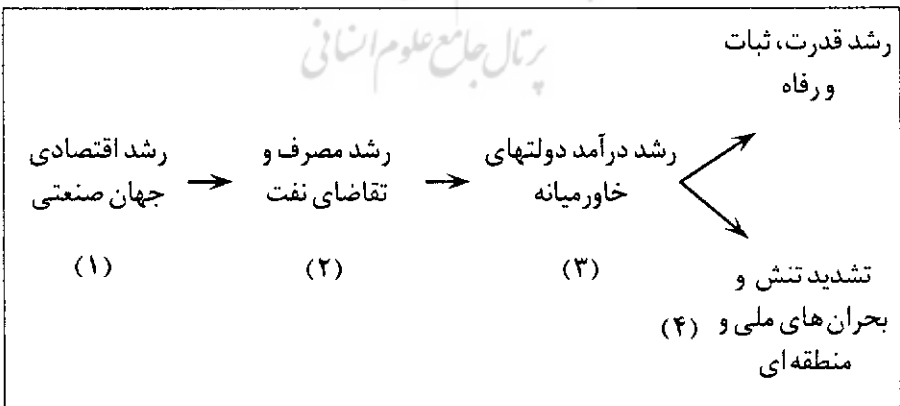 پرتال جامع علوم انسانی
رشد قدرت، ثبات
و رفاه
رشد اقتصادی
جهان صنعتی
(۱)
رشد مصرف و
تقاضای نفت
(۲)
رشد درآمد دولتهای
خاورمیانه
(۳)
تشدید تنش و
بحران های ملی و
منطقه ای
(۴)